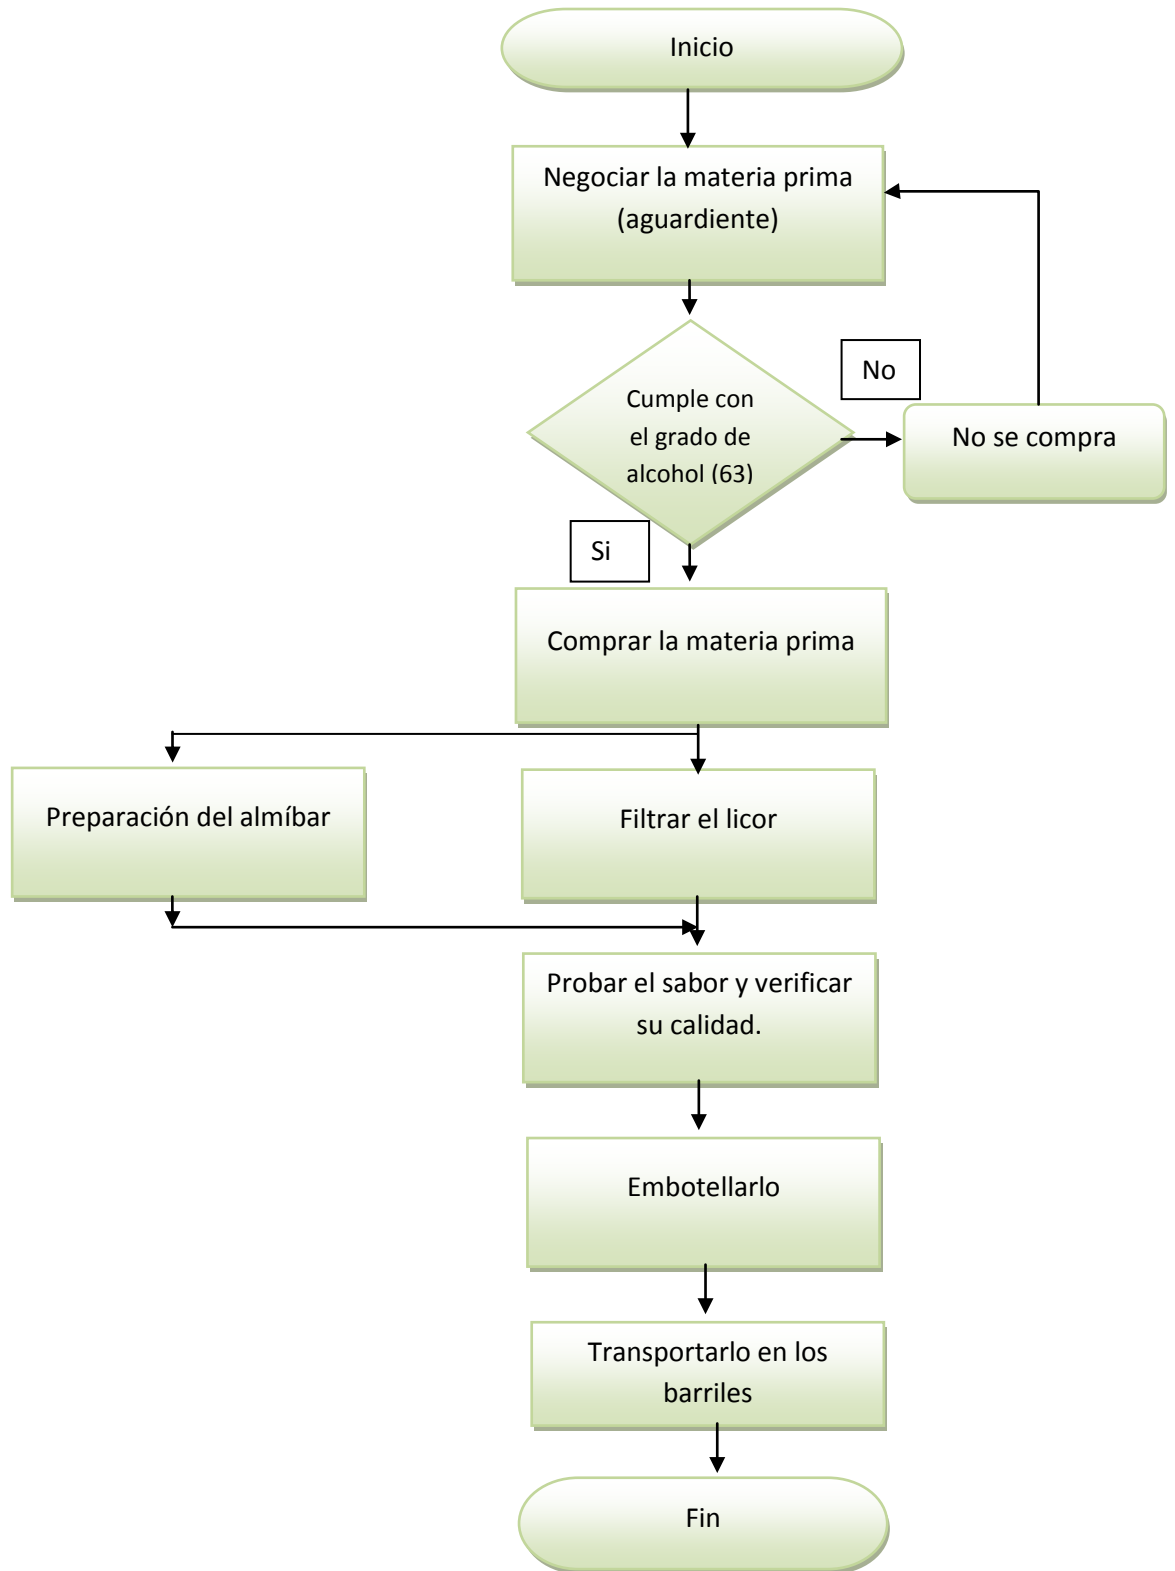 Inicio
Negociar la materia prima
(aguardiente)
No
Cumple con
el grado de
alcohol (63)
No se compra
Si
Comprar la materia prima
Preparación del almíbar
Filtrar el licor
Probar el sabor y verificar
su calidad.
Embotellarlo
Transportarlo en los
barriles
Fin